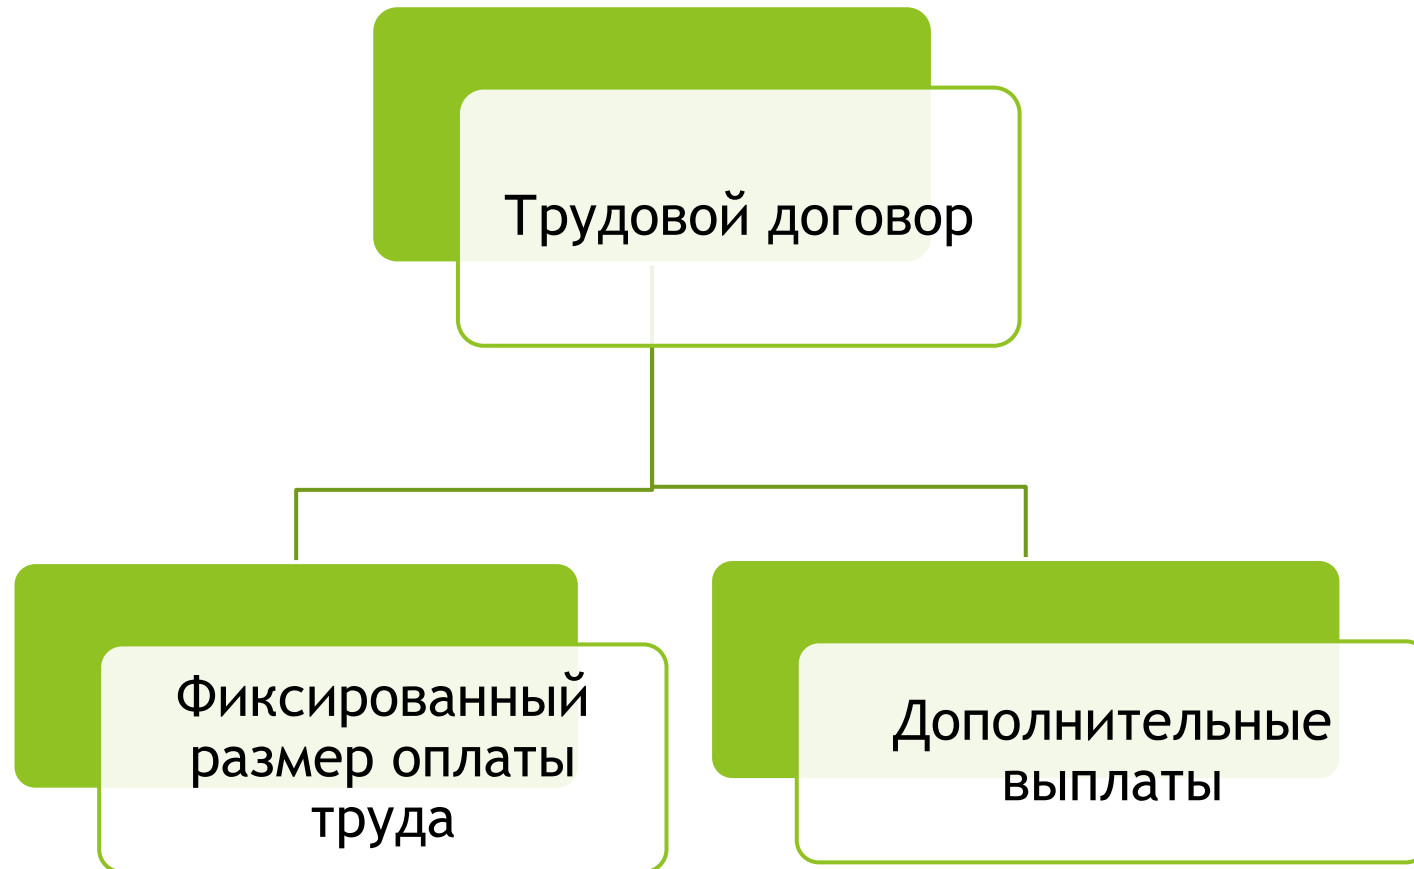 Трудовой договор
Фиксированный
размер оплаты
труда
Дополнительные
выплаты